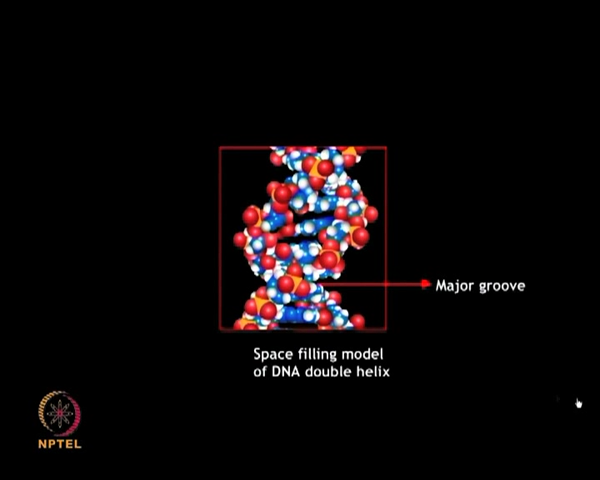 Major groove
Space filling model
of DNA double helix
NPTEL